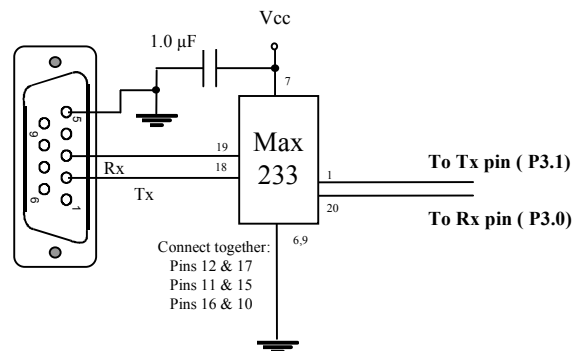 Vcc
1.0 µF
7
5
9
6
1
19
Rx
18
Tx
Max
233
1
To Tx pin ( P3.1)
20
To Rx pin ( P3.0)
6,9
Connect together:
Pins 12 & 17
Pins 11 & 15
Pins 16 & 10